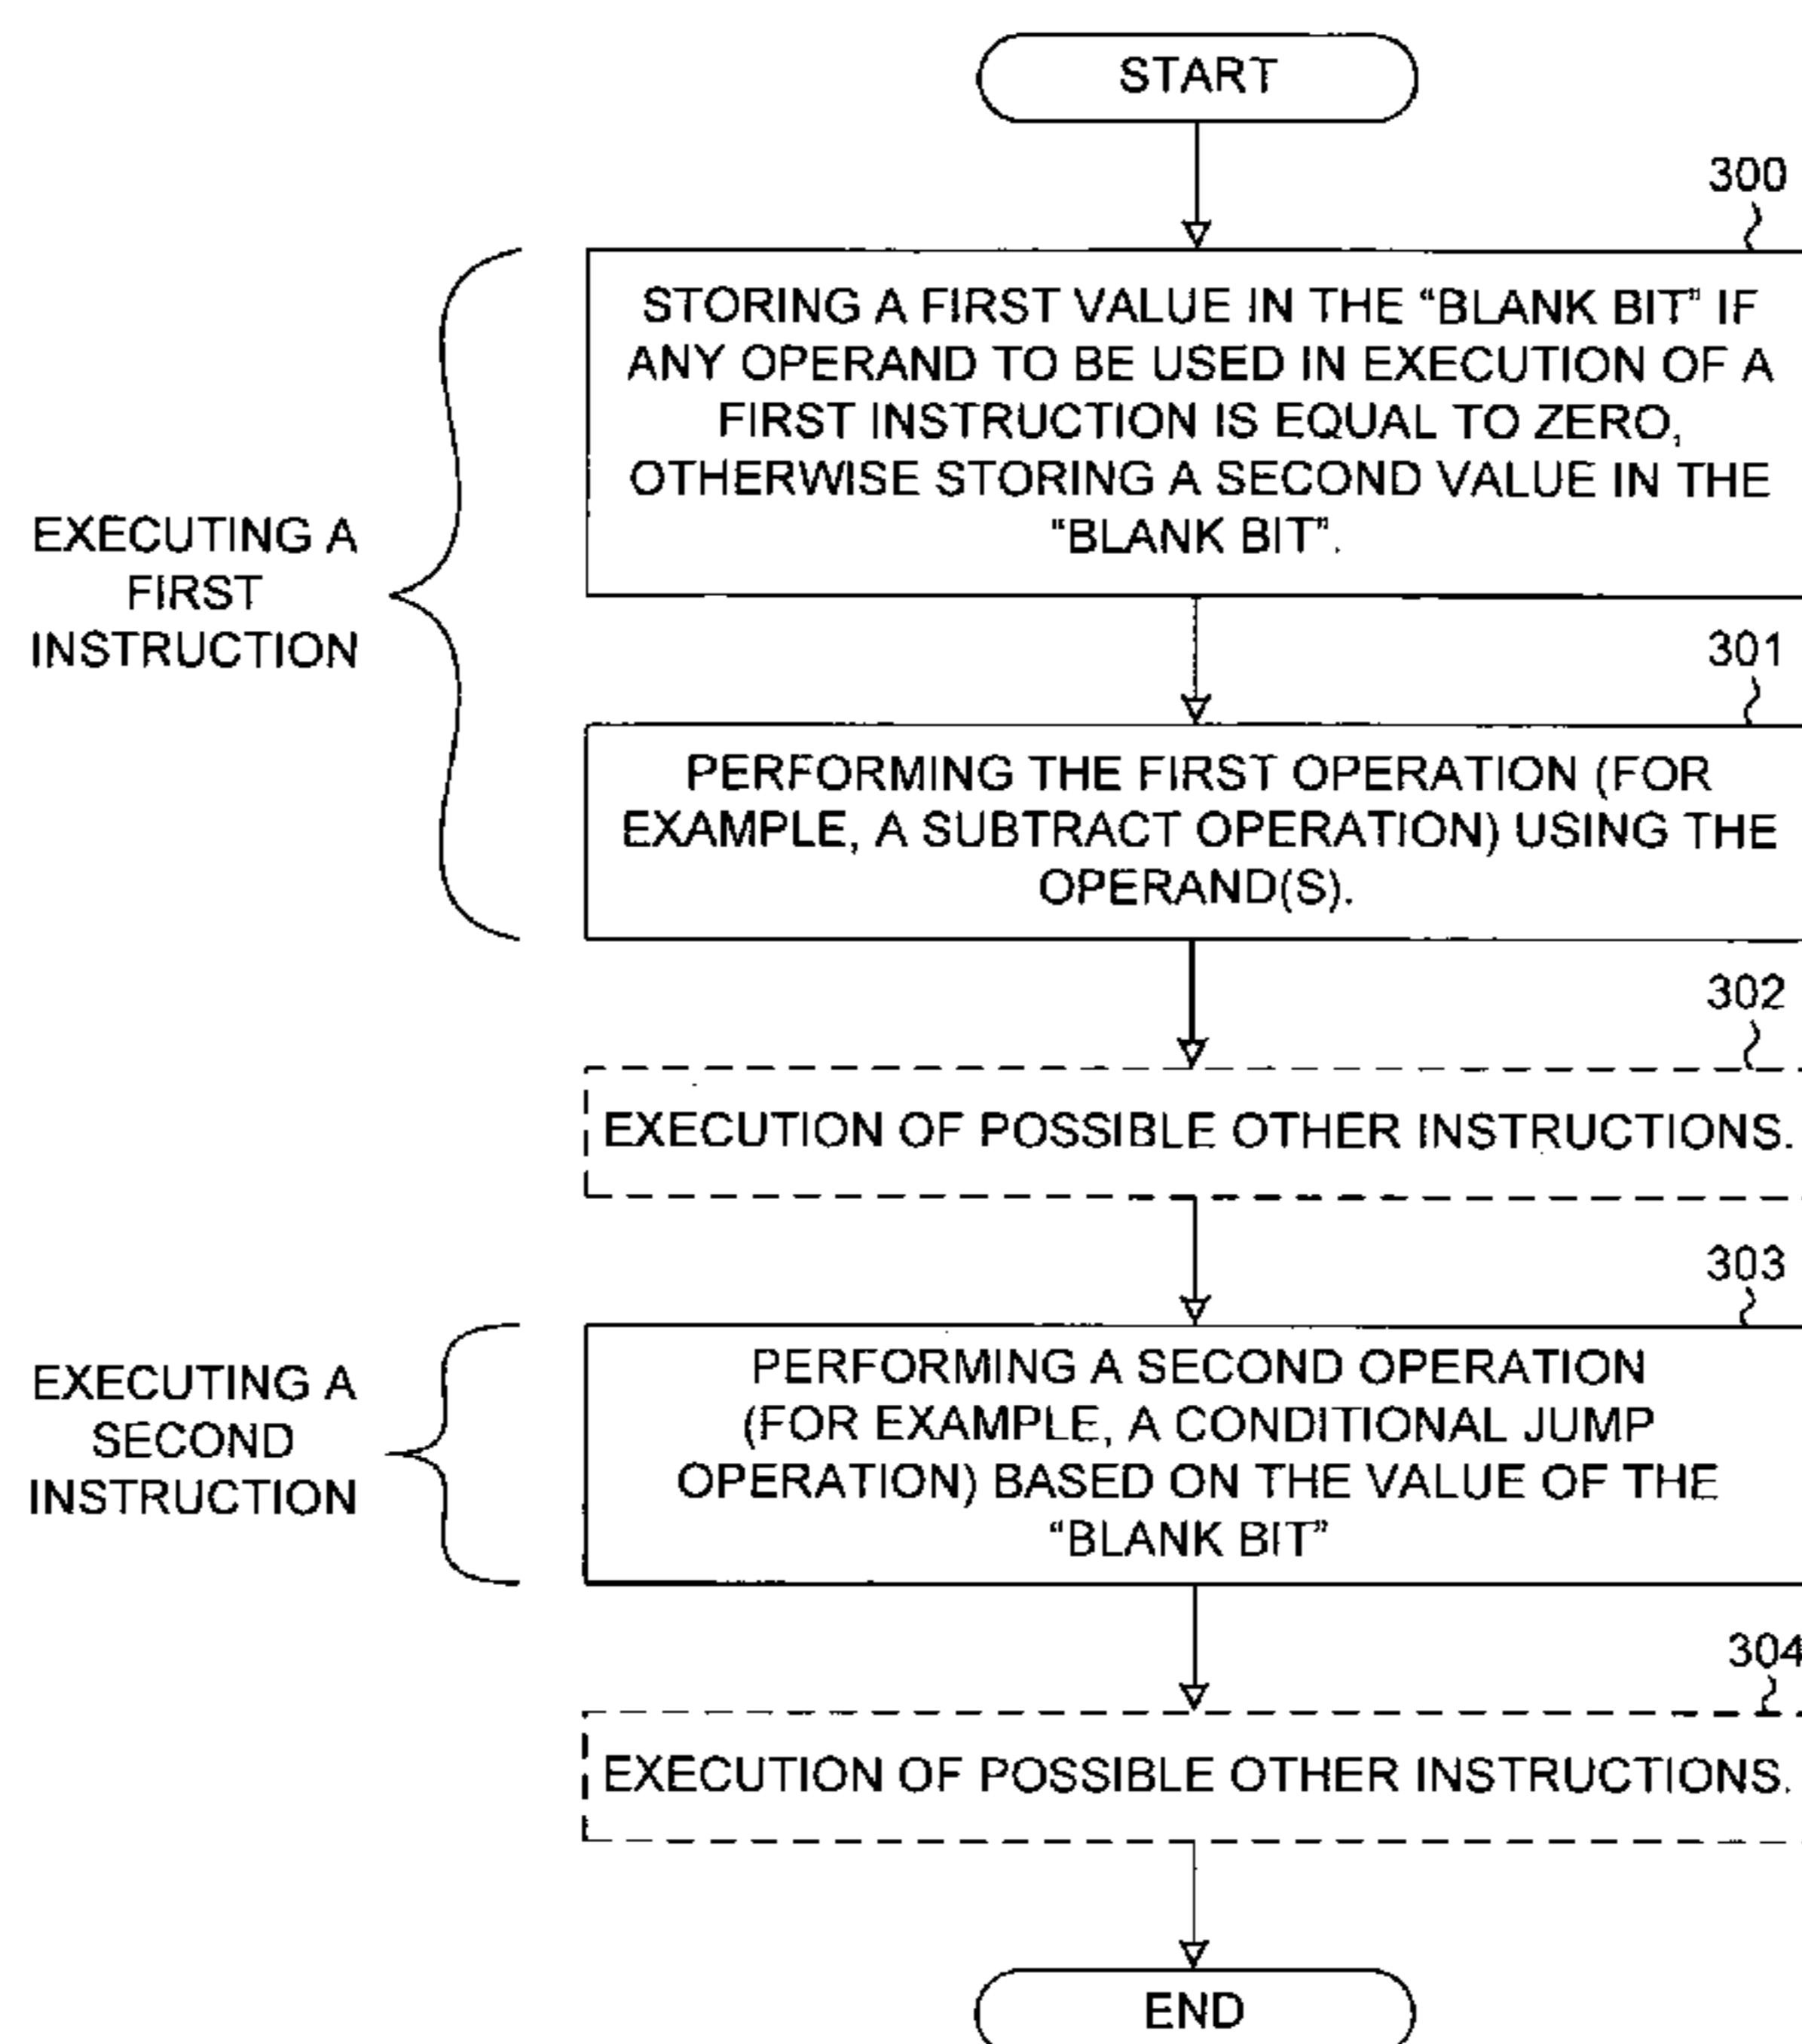 START
300
STORING A FIRST VALUE IN THE “BLANK BIT” IF
ANY OPERAND TO BE USED IN EXECUTION OF A
FIRST INSTRUCTION IS EQUAL TO ZERO,
OTHERWISE STORING A SECOND VALUE IN THE
“BLANK BIT”.
EXECUTING A
FIRST
INSTRUCTION
301
PERFORMING THE FIRST OPERATION (FOR
EXAMPLE, A SUBTRACT OPERATION) USING THE
OPERAND(S).
302
EXECUTION OF POSSIBLE OTHER INSTRUCTIONS.
303
EXECUTING A
SECOND
INSTRUCTION
PERFORMING A SECOND OPERATION
(FOR EXAMPLE, A CONDITIONAL JUMP
OPERATION) BASED ON THE VALUE OF THE
“BLANK BIT”
304
EXECUTION OF POSSIBLE OTHER INSTRUCTIONS.
END